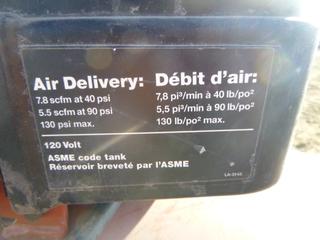 Air Delivery: Débit d'air:
7.8 scfm at 40 psi 7,8 pi³/min à 40 lb/po²
5.5 scfm at 90 psi 5,5 pi³/min à 90 lb/po²
130 psi max. 130 lb/po² max.
120 Volt
ASME code tank
Réservoir breveté par l'ASME